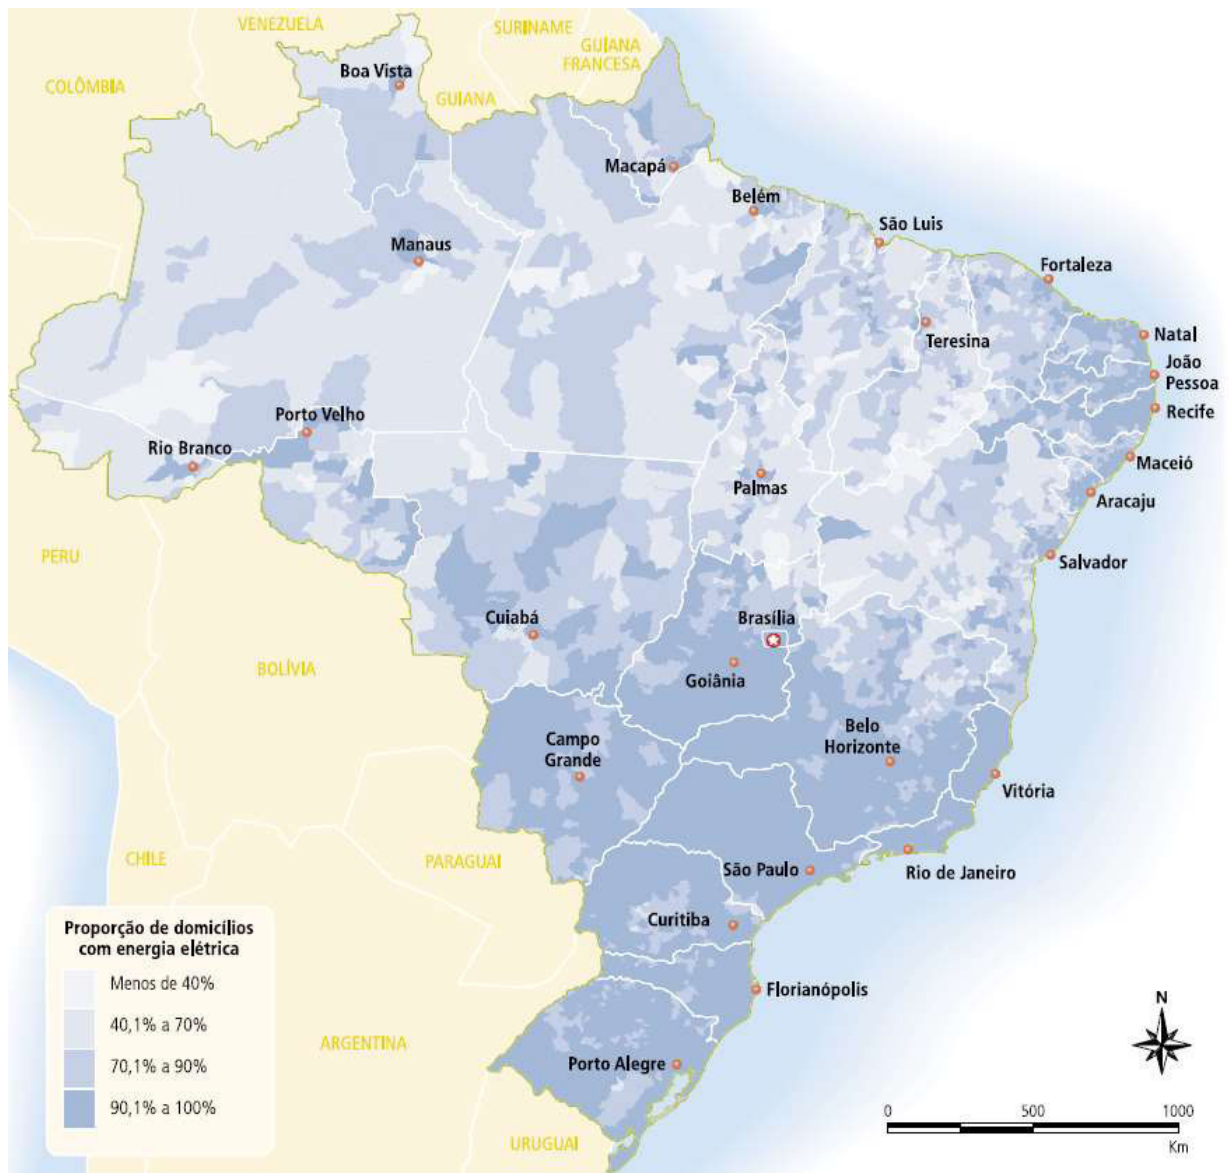 VENEZUELA
SURINAME
GUIANA
FRANCESA
COLÔMBIA
Boa Vista
GUIANA
Macapá
Belém
São Luis
Manaus
Fortaleza
Teresina
Natal
João
Pessoa
Recife
Porto Velho
Rio Branco
Maceió
Palmas
Aracaju
PERU
Salvador
Cuiabá
Brasília
BOLÍVIA
Goiânia
Campo
Grande
Belo
Horizonte
Vitória
CHILE
PARAGUAI
São Paulo
Rio de Janeiro
Curitiba
Proporção de domicílios
com energia elétrica
Menos de 40%
40,1% a 70%
70,1% a 90%
90,1% a 100%
Florianópolis
N
ARGENTINA
Porto Alegre
URUGUAI
0 500 1000
Km